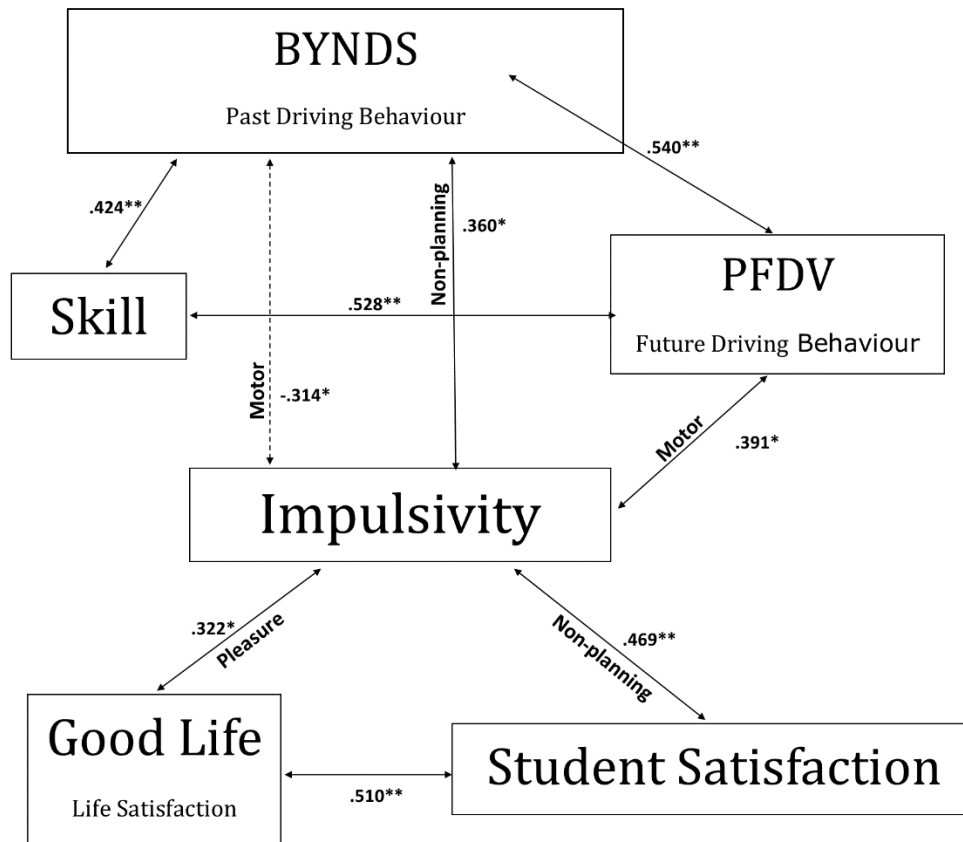 BYNDS
Past Driving Behaviour
.540**
.424**
Non-planning
.360*
PFDV
Future Driving Behaviour
Skill
.528**
Motor
-.314*
Motor
.391*
Impulsivity
.322*
Pleasure
Non-planning
.469**
Good Life
Life Satisfaction
.510**
Student Satisfaction